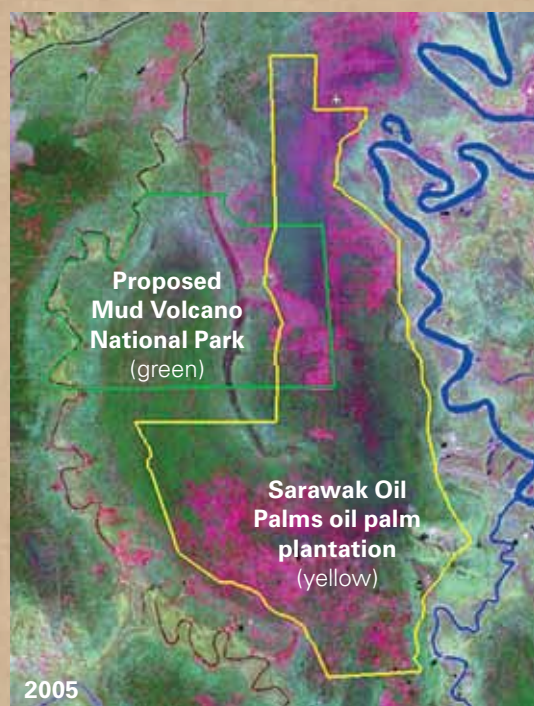 Proposed
Mud Volcano
National Park
(green)
Sarawak Oil
Palms oil palm
plantation
(yellow)
2005